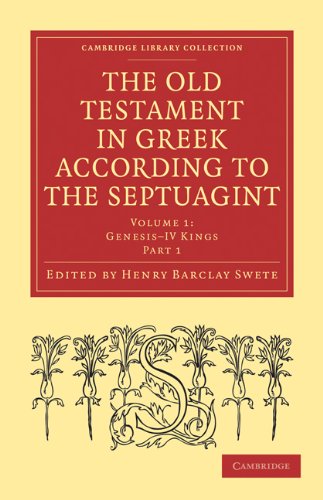 CAMBRIDGE LIBRARY COLLECTION
THE OLD
TESTAMENT
IN GREEK
ACCORDING TO
THE SEPTUAGINT
VOLUME 1:
GENESIS–IV KINGS
PART 1
EDITED BY HENRY BARCLAY SWETE
CAMBRIDGE